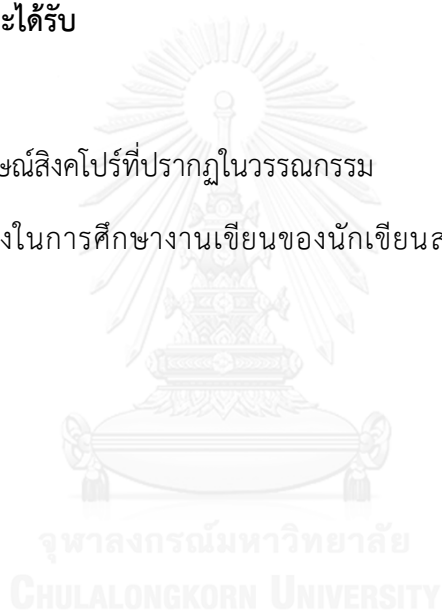 ะได้รับ
ษณ์สิงคโปร์ที่ปรากฏในวรรณกรรม
งในการศึกษางานเขียนของนักเขียนส
จุฬาลงกรณ์มหาวิทยาลัย
CHULALONGKORN UNIVERSITY